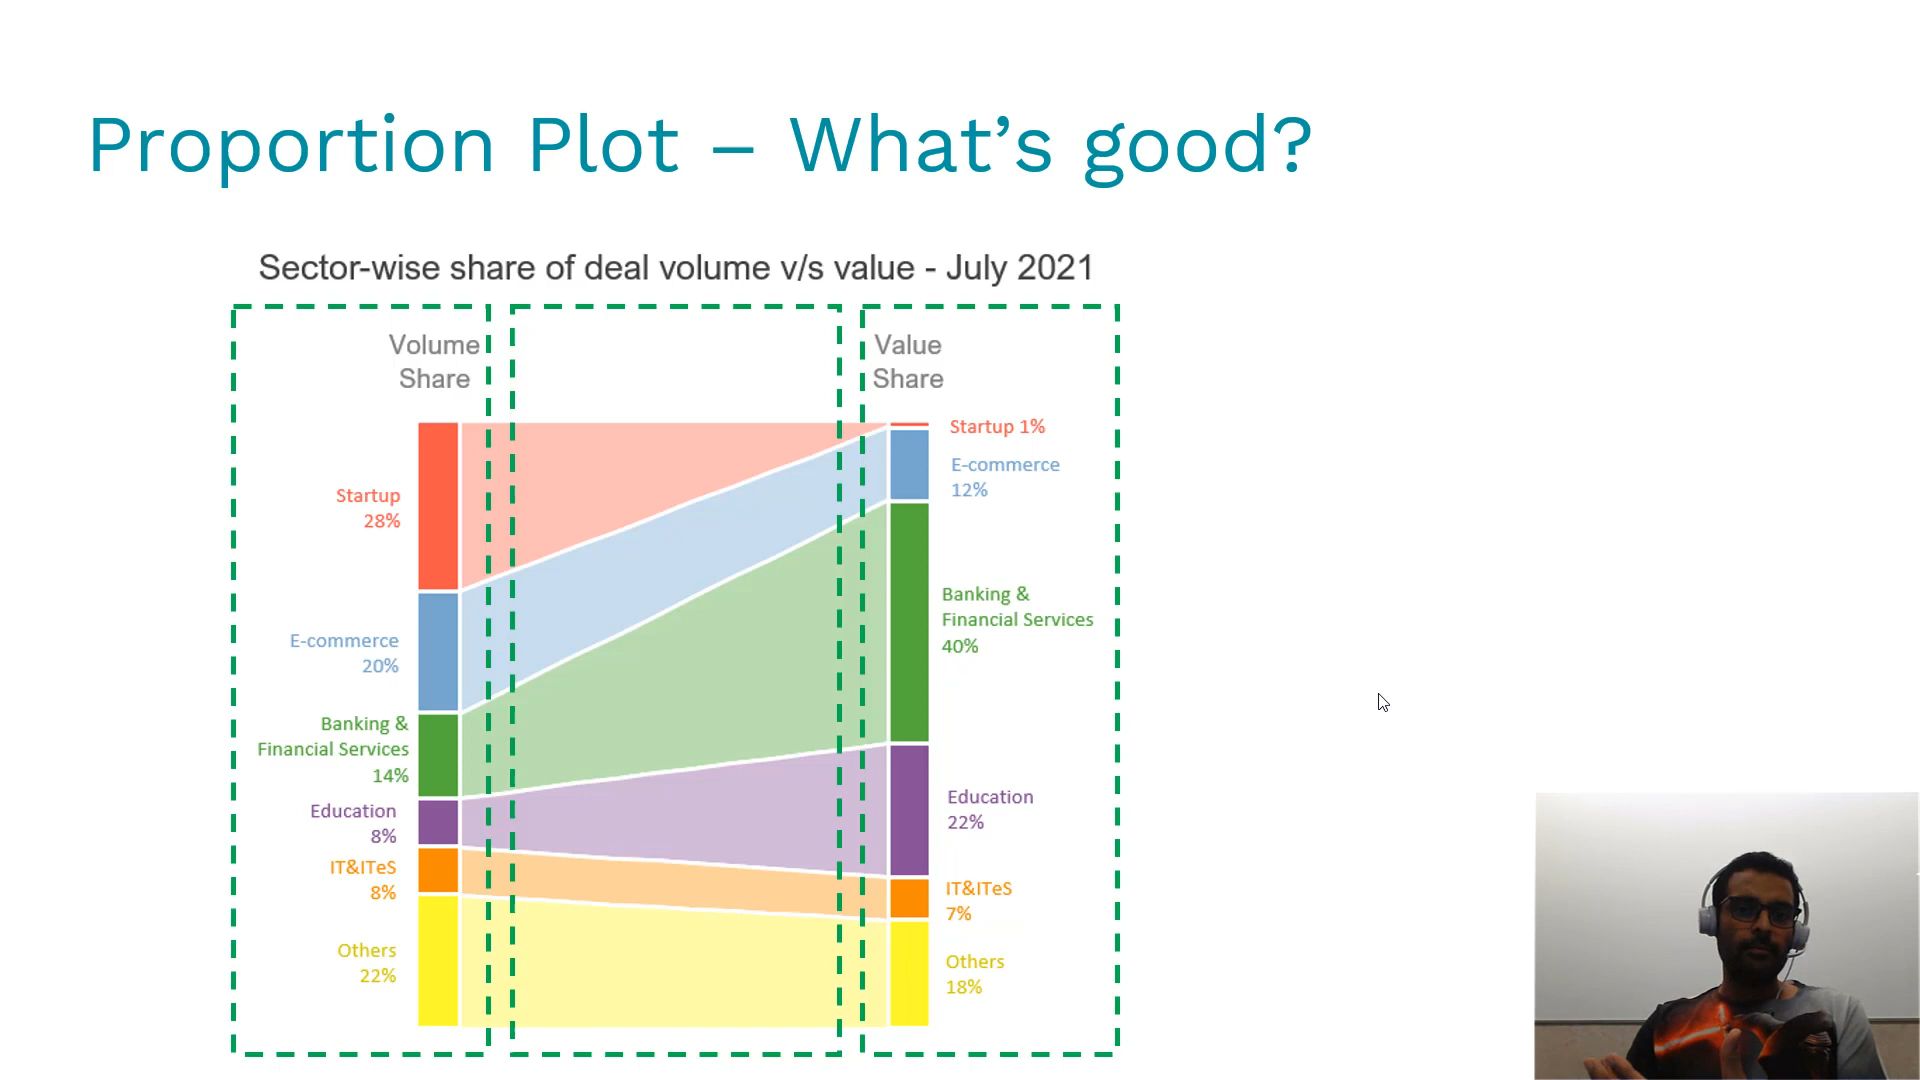 Proportion Plot – What's good?
Sector-wise share of deal volume v/s value - July 2021
Volume
Share
Startup
28%
E-commerce
20%
Banking &
Financial Services
14%
Education
8%
IT&ITeS
8%
Others
22%
Value
Share
Startup 1%
E-commerce
12%
Banking &
Financial Services
40%
Education
22%
IT&ITeS
7%
Others
18%